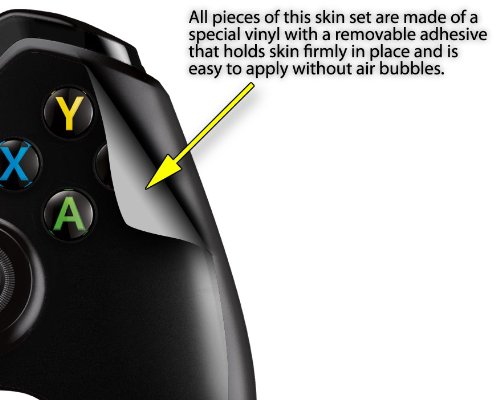 All pieces of this skin set are made of a
special vinyl with a removable adhesive
that holds skin firmly in place and is
easy to apply without air bubbles.
Y
X
A